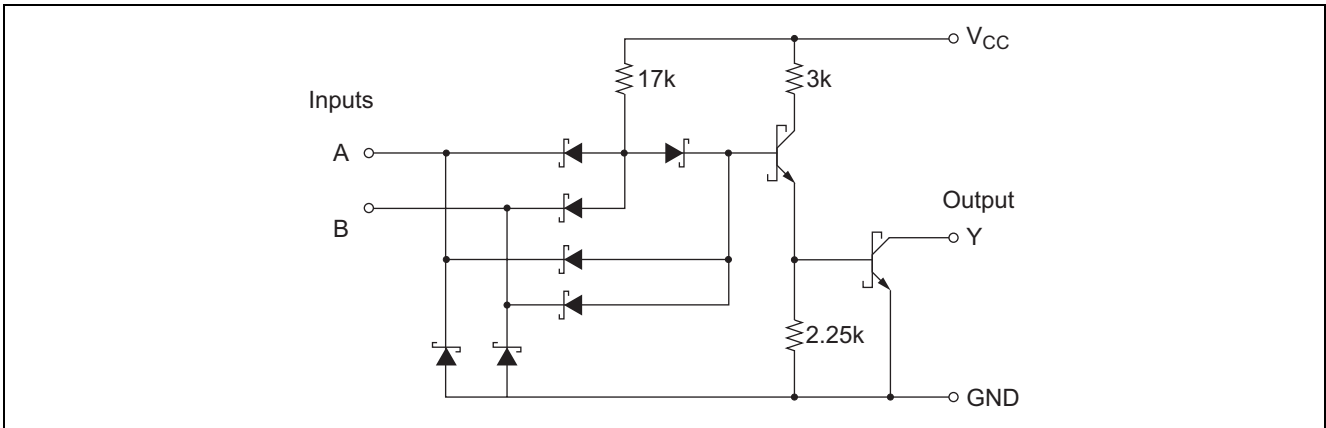 V_CC
17k
3k
Inputs
A
B
Output
Y
2.25k
GND